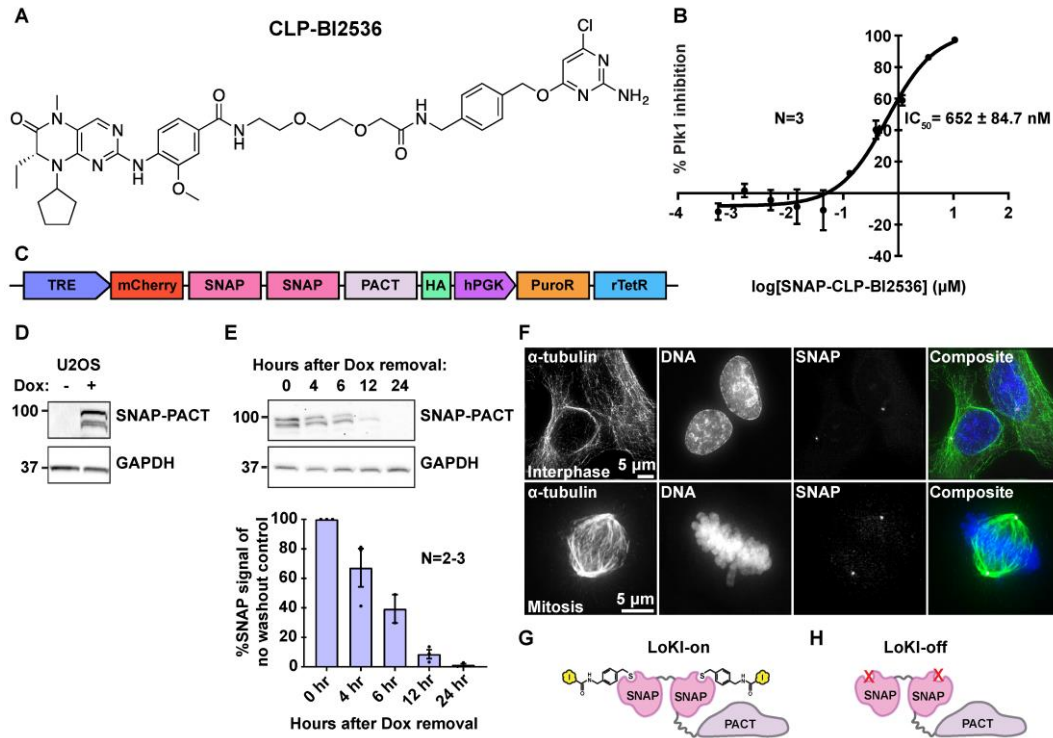 A
CLP-BI2536
Cl
N
N
NH₂
O
H
N
O
O
O
N
H
O
N
N
O
N
N
N
N
H
O
B
% Plk1 inhibition
100
80
60
40
20
-20
-40
-4 -3 -2 -1 0 1 2
N=3
IC50= 652 ± 84.7 nM
log[SNAP-CLP-BI2536] (µM)
C
TRE mCherry SNAP SNAP PACT HA hPGK PuroR rTetR
D
U2OS
Dox: - +
100
SNAP-PACT
37
GAPDH
E
Hours after Dox removal:
0 4 6 12 24
100
SNAP-PACT
37
GAPDH
%SNAP signal of
no washout control
100
80
60
40
20
0
N=2-3
0 hr 4 hr 6 hr 12 hr 24 hr
Hours after Dox removal
F
α-tubulin DNA SNAP Composite
Interphase 5 µm
α-tubulin DNA SNAP Composite
Mitosis 5 µm
G
LoKI-on
I N H O S SNAP SNAP S O N H I
PACT
H
LoKI-off
X X
SNAP SNAP
PACT